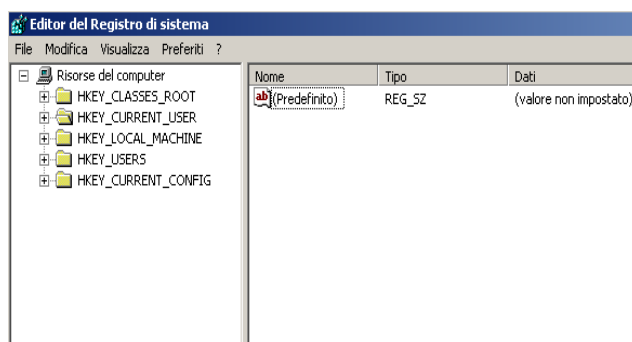 Editor del Registro di sistema
File Modifica Visualizza Preferiti ?
Risorse del computer
HKEY_CLASSES_ROOT
HKEY_CURRENT_USER
HKEY_LOCAL_MACHINE
HKEY_USERS
HKEY_CURRENT_CONFIG
Nome Tipo Dati
ab (Predefinito) REG_SZ (valore non impostato)